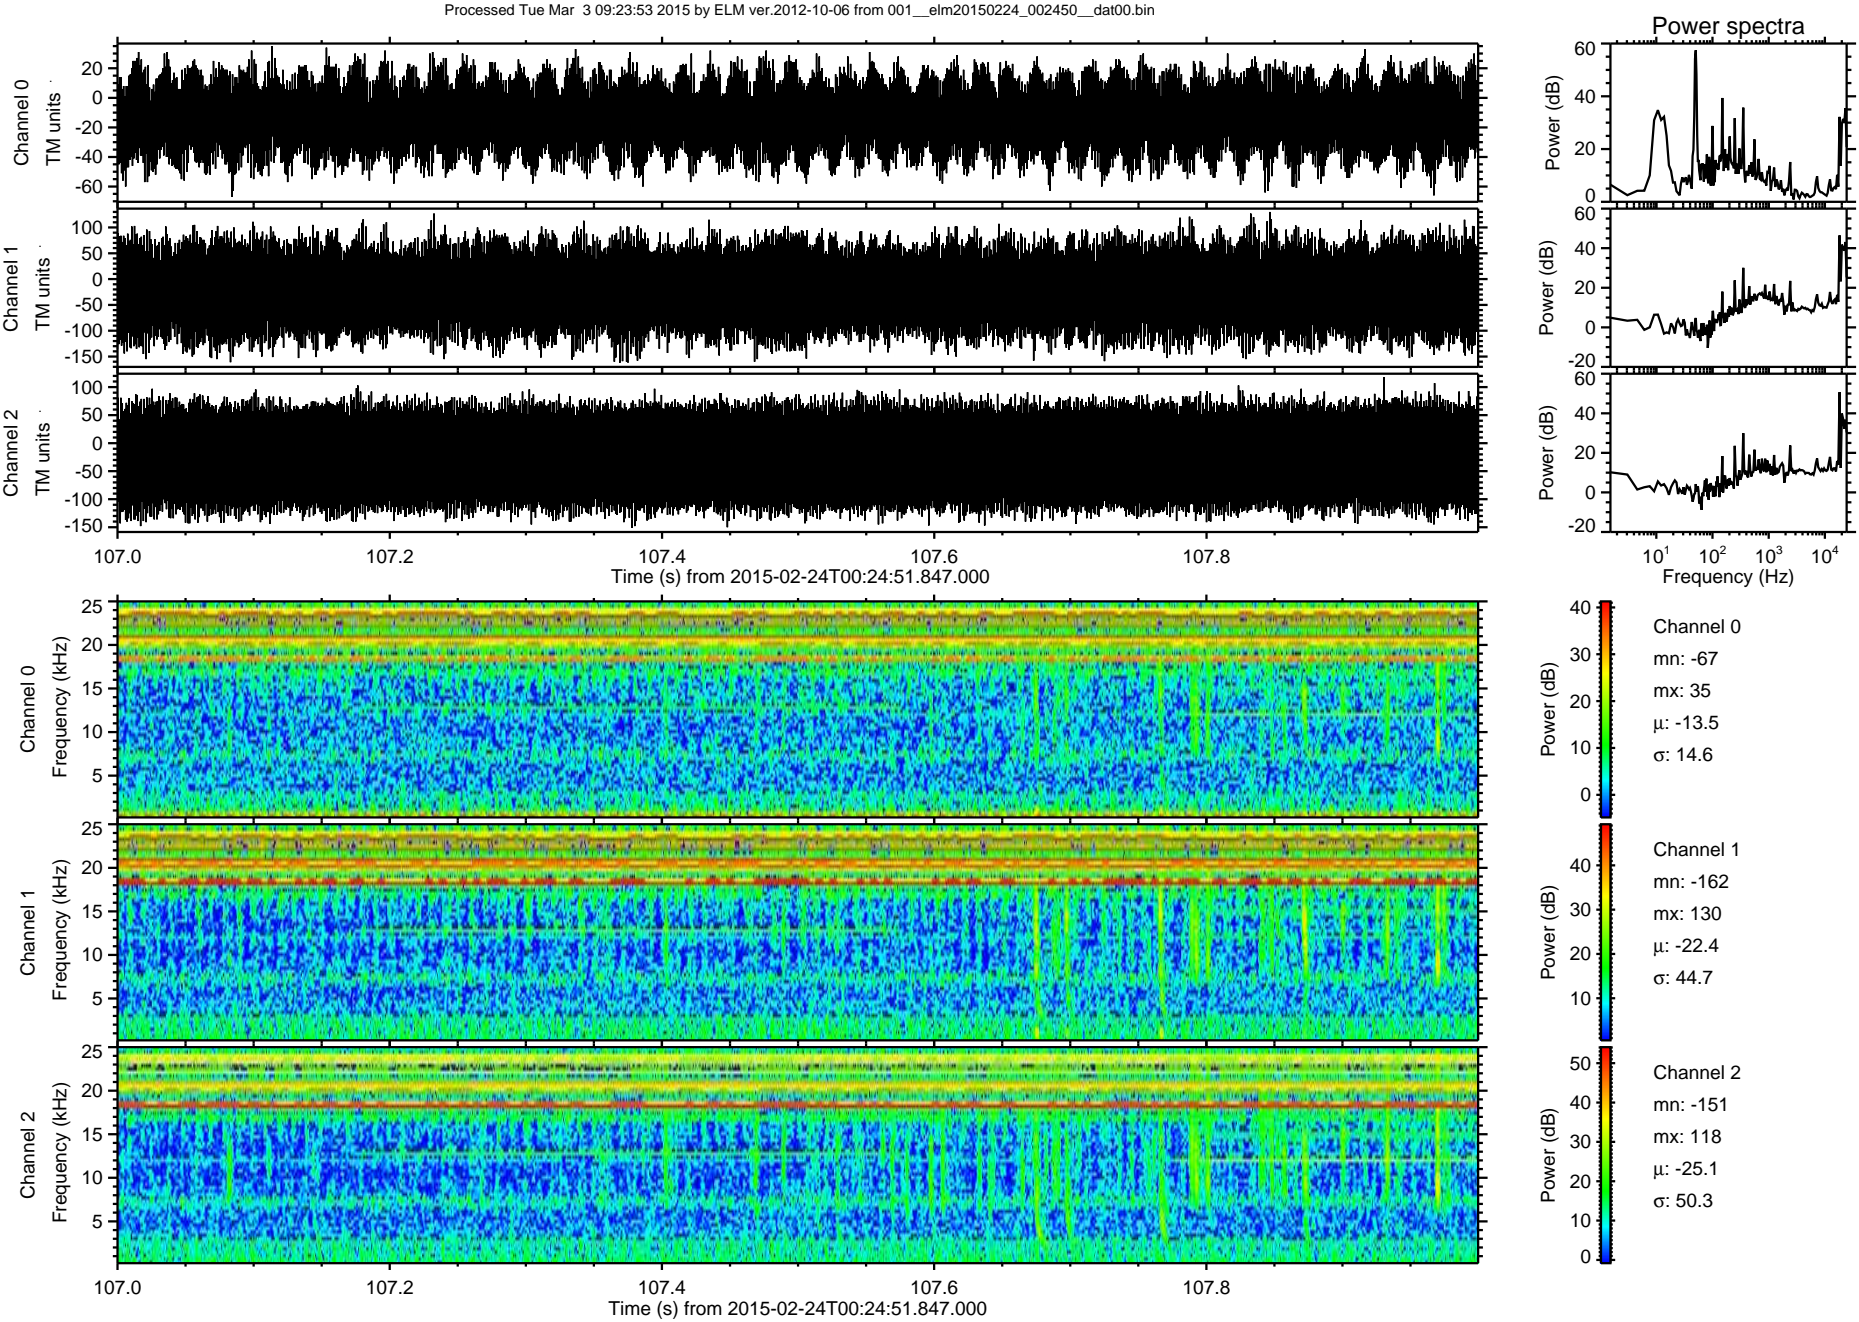 Processed Tue Mar  3 09:23:53 2015 by ELM ver.2012-10-06 from 001__elm20150224_002450__dat00.bin
Power spectra
Channel 0
TM units
20
0
-20
-40
-60
Power (dB)
60
40
20
0
Channel 1
TM units
100
50
0
-50
-100
-150
Power (dB)
60
40
20
0
-20
Channel 2
TM units
100
50
0
-50
-100
-150
Power (dB)
60
40
20
0
-20
107.0 107.2 107.4 107.6 107.8
Time (s) from 2015-02-24T00:24:51.847.000
10¹ 10² 10³ 10⁴
Frequency (Hz)
Channel 0
Frequency (kHz)
25
20
15
10
5
Power (dB)
40
30
20
10
0
Channel 0
mn: -67
mx: 35
μ: -13.5
σ: 14.6
Channel 1
Frequency (kHz)
25
20
15
10
5
Power (dB)
40
30
20
10
Channel 1
mn: -162
mx: 130
μ: -22.4
σ: 44.7
Channel 2
Frequency (kHz)
25
20
15
10
5
Power (dB)
50
40
30
20
10
0
Channel 2
mn: -151
mx: 118
μ: -25.1
σ: 50.3
107.0 107.2 107.4 107.6 107.8
Time (s) from 2015-02-24T00:24:51.847.000